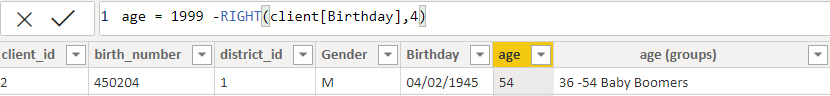 1 age = 1999 -RIGHT(client[Birthday],4)
client_id birth_number district_id Gender Birthday age age (groups)
2 450204 1 M 04/02/1945 54 36 -54 Baby Boomers